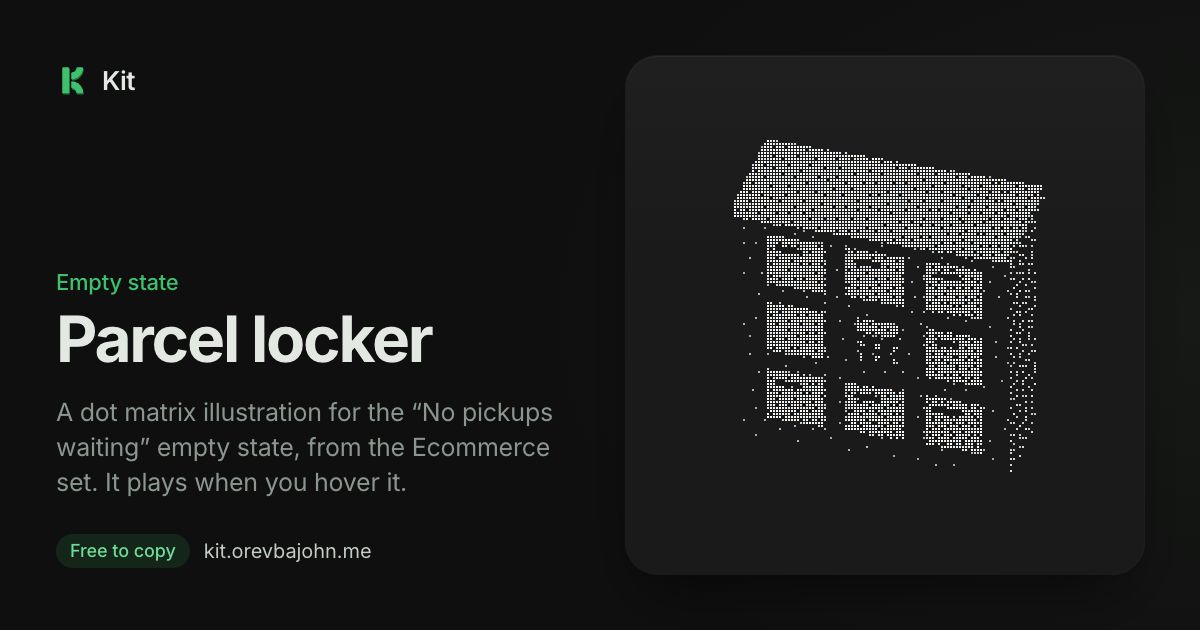 Kit
Empty state
Parcel locker
A dot matrix illustration for the “No pickups
waiting” empty state, from the Ecommerce
set. It plays when you hover it.
Free to copy
kit.orevbajohn.me